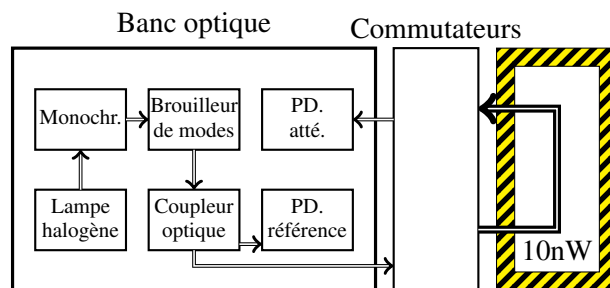 Banc optique
Commutateurs
Monochr.
Brouilleur
de modes
PD.
atté.
Lampe
halogène
Coupleur
optique
PD.
référence
10nW